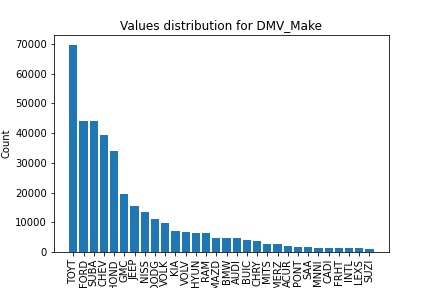 Values distribution for DMV_Make
Count
70000
60000
50000
40000
30000
20000
10000
0
TOYT
FORD
SUBA
CHEV
HOND
GMC
JEEP
NISS
DODG
VOLK
KIA
VOLV
HYUN
RAM
MAZD
BMW
AUDI
BUIC
CHRY
MITS
MERZ
ACUR
PONT
SAA
MNNI
CADI
FRHT
INTL
LEXS
SUZI